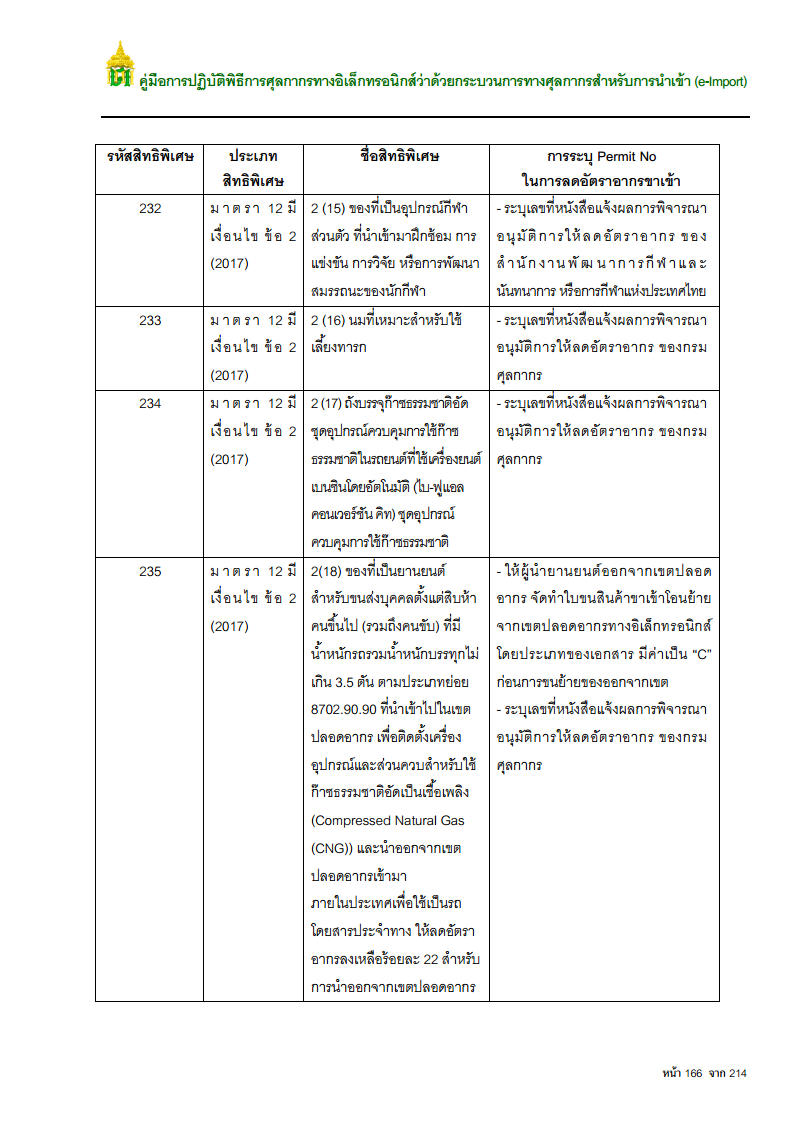 คู่มือการปฏิบัติพิธีการศุลกากรทางอิเล็กทรอนิกส์ว่าด้วยกระบวนการทางศุลกากรสำหรับการนำเข้า (e-Import)
รหัสสิทธิพิเศษ
ประเภท
สิทธิพิเศษ
ชื่อสิทธิพิเศษ
การระบุ Permit No
ในการลดอัตราอากรขาเข้า
232
มาตรา 12 มี
เงื่อนไข ข้อ 2
(2017)
2 (15) ของที่เป็นอุปกรณ์กีฬา
ส่วนตัว ที่นำเข้ามาฝึกซ้อม การ
แข่งขัน การวิจัย หรือการพัฒนา
สมรรถนะของนักกีฬา
- ระบุเลขที่หนังสือแจ้งผลการพิจารณา
อนุมัติการให้ลดอัตราอากร ของ
สำนักงานพัฒนาการกีฬาและ
นันทนาการ หรือการกีฬาแห่งประเทศไทย
233
มาตรา 12 มี
เงื่อนไข ข้อ 2
(2017)
2 (16) นมที่เหมาะสำหรับใช้
เลี้ยงทารก
- ระบุเลขที่หนังสือแจ้งผลการพิจารณา
อนุมัติการให้ลดอัตราอากร ของกรม
ศุลกากร
234
มาตรา 12 มี
เงื่อนไข ข้อ 2
(2017)
2 (17) ถังบรรจุก๊าซธรรมชาติอัด
ชุดอุปกรณ์ควบคุมการใช้ก๊าซ
ธรรมชาติในรถยนต์ที่ใช้เครื่องยนต์
เบนซินโดยอัตโนมัติ (ไบ-ฟูแอล
คอนเวอร์ชัน คิท) ชุดอุปกรณ์
ควบคุมการใช้ก๊าซธรรมชาติ
- ระบุเลขที่หนังสือแจ้งผลการพิจารณา
อนุมัติการให้ลดอัตราอากร ของกรม
ศุลกากร
235
มาตรา 12 มี
เงื่อนไข ข้อ 2
(2017)
2(18) ของที่เป็นยานยนต์
สำหรับขนส่งบุคคลตั้งแต่สิบห้า
คนขึ้นไป (รวมถึงคนขับ) ที่มี
น้ำหนักรถรวมน้ำหนักบรรทุกไม่
เกิน 3.5 ตัน ตามประเภทย่อย
8702.90.90 ที่นำเข้าไปในเขต
ปลอดอากร เพื่อติดตั้งเครื่อง
อุปกรณ์และส่วนควบสำหรับใช้
ก๊าซธรรมชาติอัดเป็นเชื้อเพลิง
(Compressed Natural Gas
(CNG)) และนำออกจากเขต
ปลอดอากรเข้ามา
ภายในประเทศเพื่อใช้เป็นรถ
โดยสารประจำทาง ให้ลดอัตรา
อากรลงเหลือร้อยละ 22 สำหรับ
การนำออกจากเขตปลอดอากร
- ให้ผู้นำยานยนต์ออกจากเขตปลอด
อากร จัดทำใบขนสินค้าขาเข้าโอนย้าย
จากเขตปลอดอากรทางอิเล็กทรอนิกส์
โดยประเภทของเอกสาร มีค่าเป็น “C”
ก่อนการขนย้ายของออกจากเขต
- ระบุเลขที่หนังสือแจ้งผลการพิจารณา
อนุมัติการให้ลดอัตราอากร ของกรม
ศุลกากร
หน้า 166 จาก 214